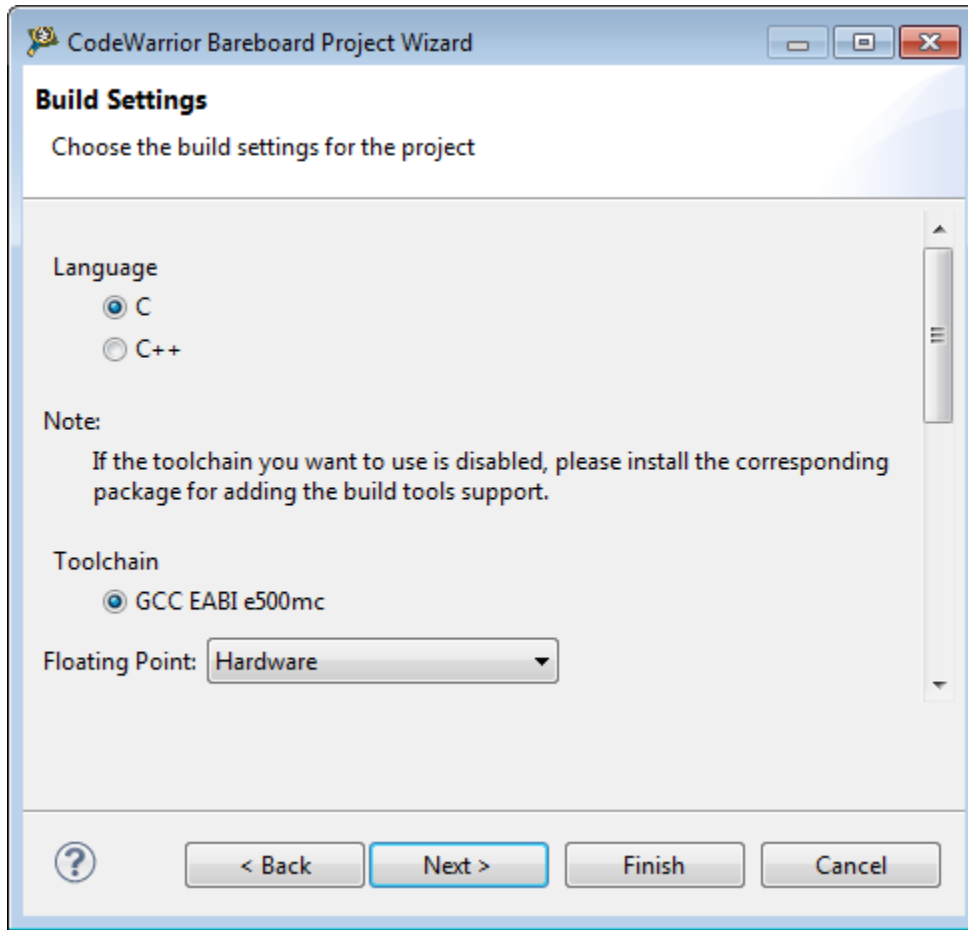 CodeWarrior Bareboard Project Wizard
Build Settings
Choose the build settings for the project
Language
C
C++
Note:
If the toolchain you want to use is disabled, please install the corresponding
package for adding the build tools support.
Toolchain
GCC EABI e500mc
Floating Point: Hardware
?
< Back Next > Finish Cancel